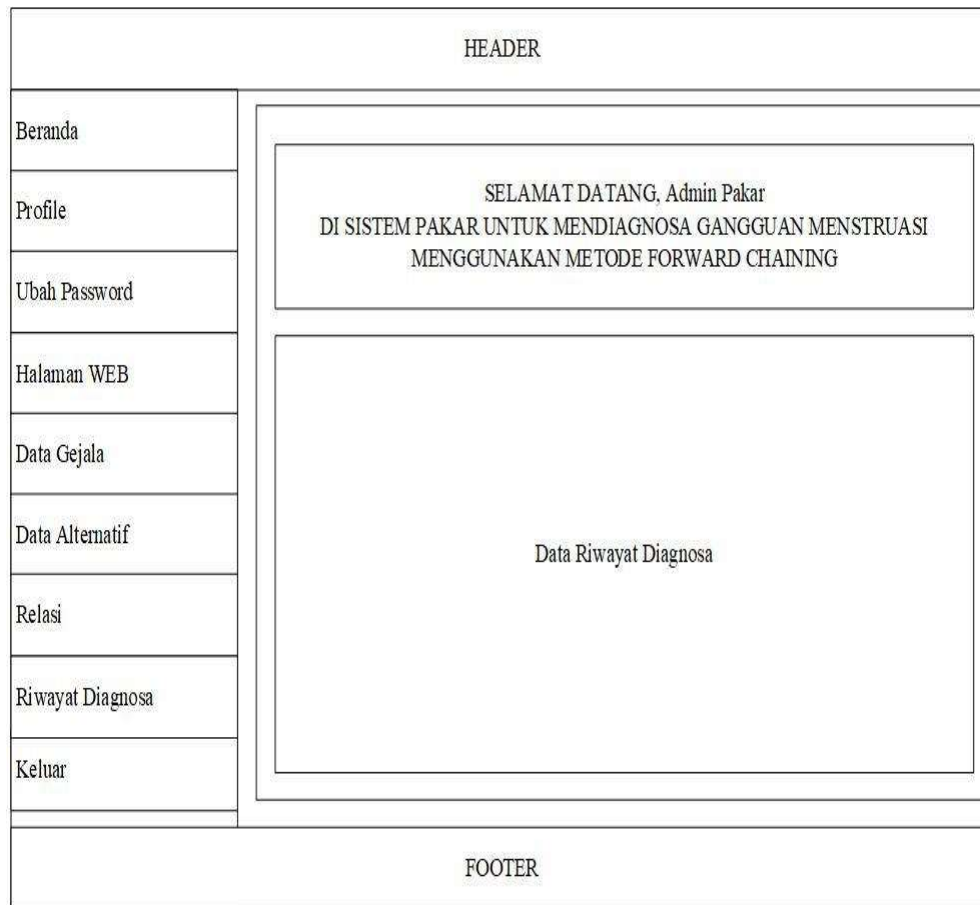 HEADER
Beranda
Profile
Ubah Password
Halaman WEB
Data Gejala
Data Alternatif
Relasi
Riwayat Diagnosa
Keluar
SELAMAT DATANG, Admin Pakar
DI SISTEM PAKAR UNTUK MENDIAGNOSA GANGGUAN MENSTRUASI
MENGGUNAKAN METODE FORWARD CHAINING
Data Riwayat Diagnosa
FOOTER